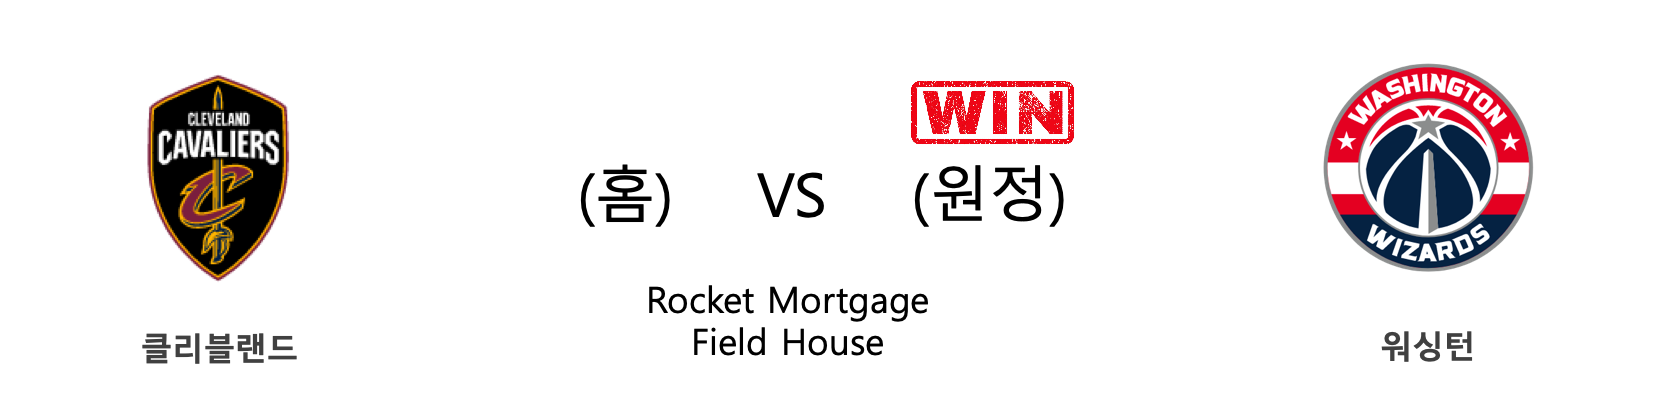 CLEVELAND
CAVALIERS
WIN
(홈) VS (원정)
Rocket Mortgage
Field House
WASHINGTON
WIZARDS
클리블랜드
워싱턴